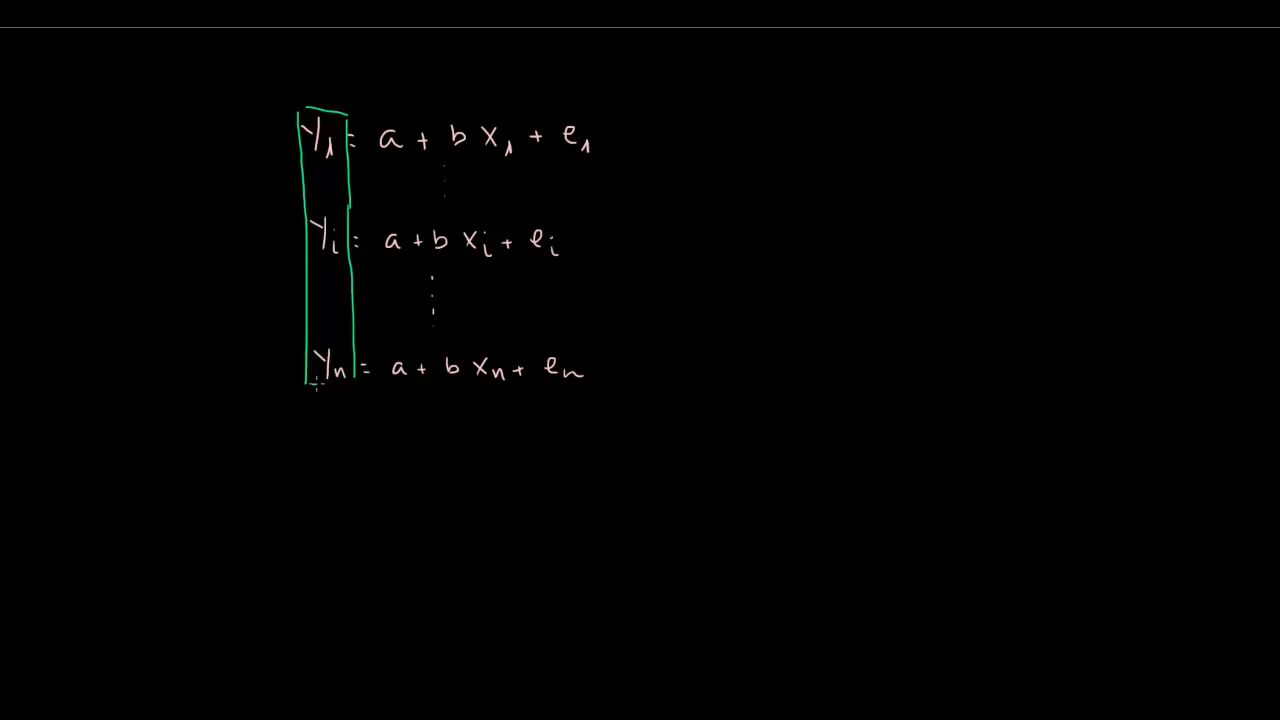 y₁ = a + b x₁ + e₁
yᵢ = a + b xᵢ + eᵢ
yₙ = a + b xₙ + eₙ